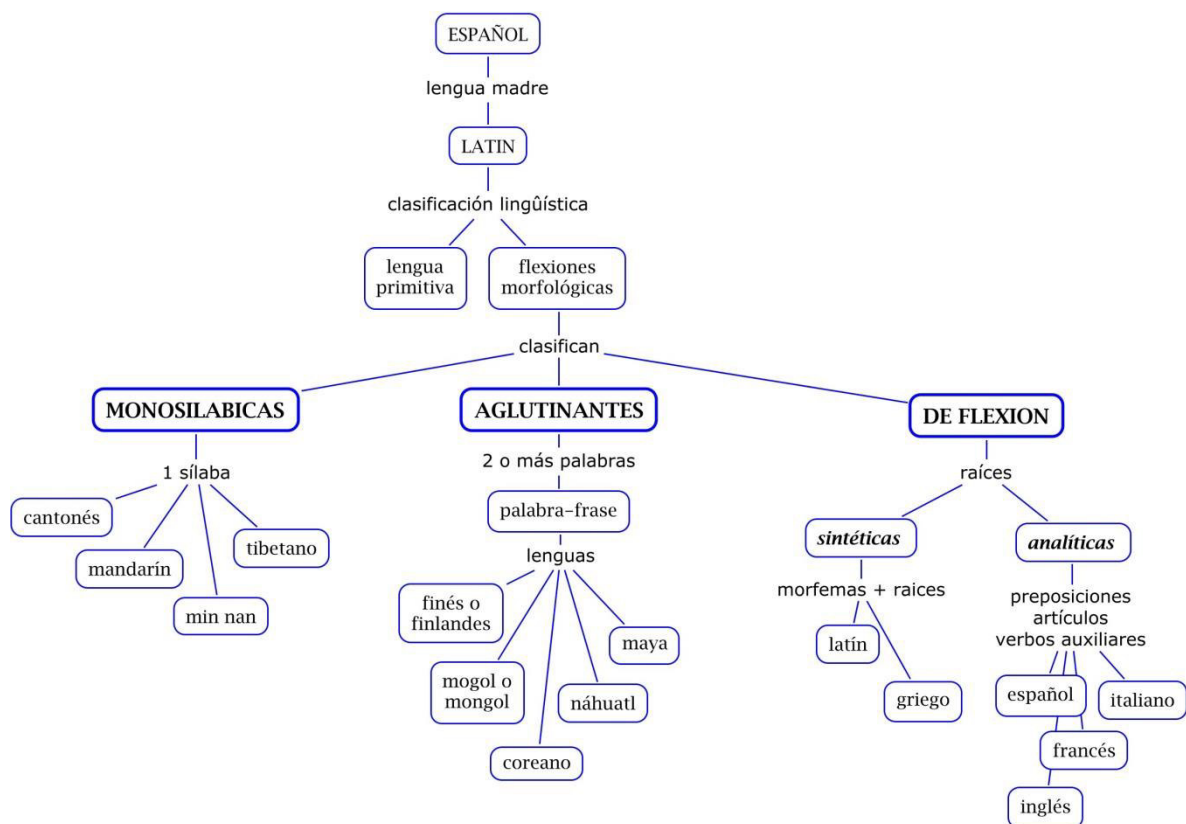 ESPAÑOL
lengua madre
LATIN
clasificación lingûística
lengua
primitiva
flexiones
morfológicas
clasifican
MONOSILABICAS
1 sílaba
cantonés
mandarín
min nan
tibetano
AGLUTINANTES
2 o más palabras
palabra-frase
lenguas
finés o
finlandes
mogol o
mongol
coreano
náhuatl
maya
DE FLEXION
raíces
sintéticas
morfemas + raices
latín
griego
analíticas
preposiciones
artículos
verbos auxiliares
español
inglés
francés
italiano